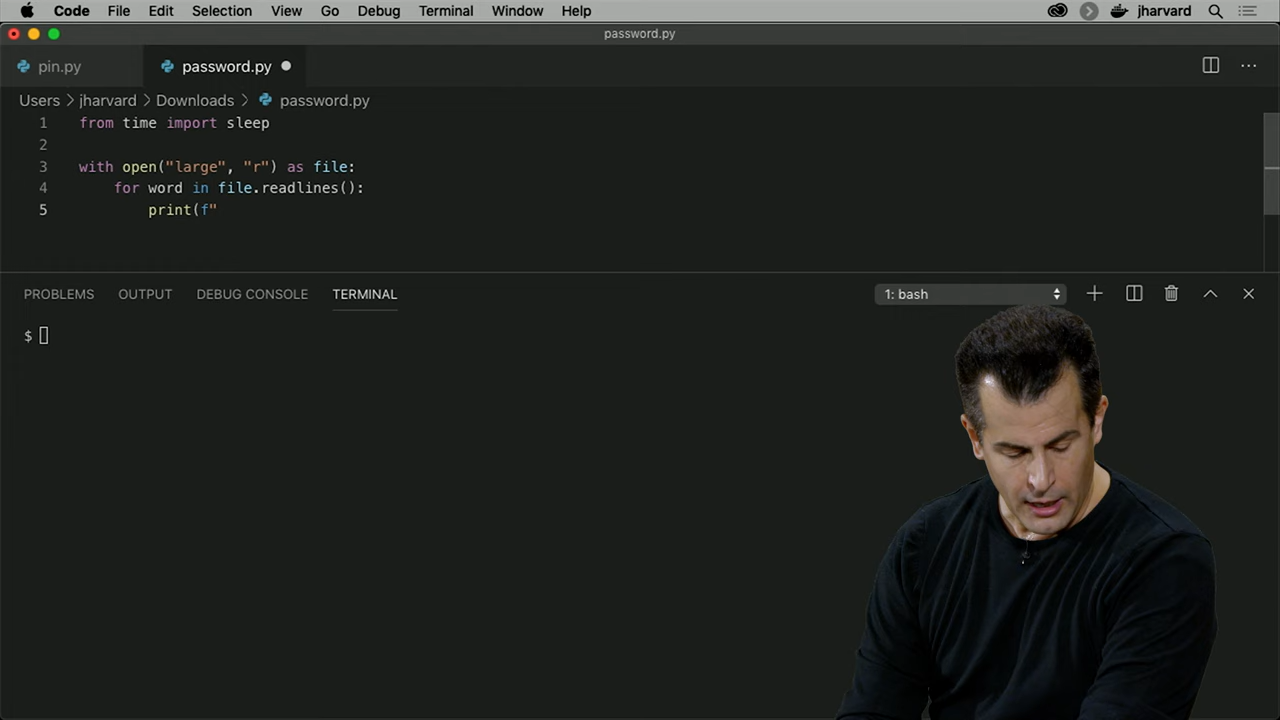 Code File Edit Selection View Go Debug Terminal Window Help jharvard
password.py
pin.py password.py
Users jharvard Downloads password.py
1 from time import sleep
2
3 with open("large", "r") as file:
4 for word in file.readlines():
5 print(f"
PROBLEMS OUTPUT DEBUG CONSOLE TERMINAL 1: bash
$